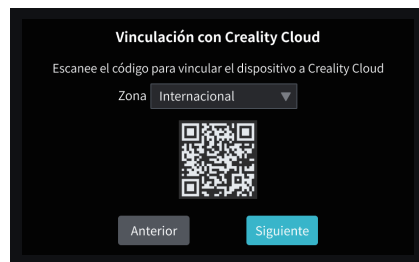 Vinculación con Creality Cloud
Escanee el código para vincular el dispositivo a Creality Cloud
Zona Internacional
Anterior Siguiente